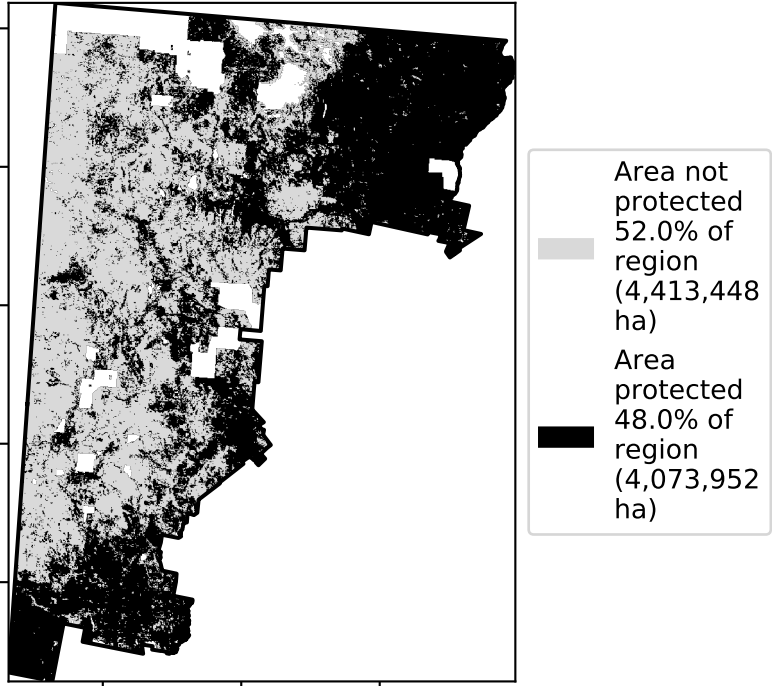 Area not
protected
52.0% of
region
(4,413,448
ha)
Area
protected
48.0% of
region
(4,073,952
ha)